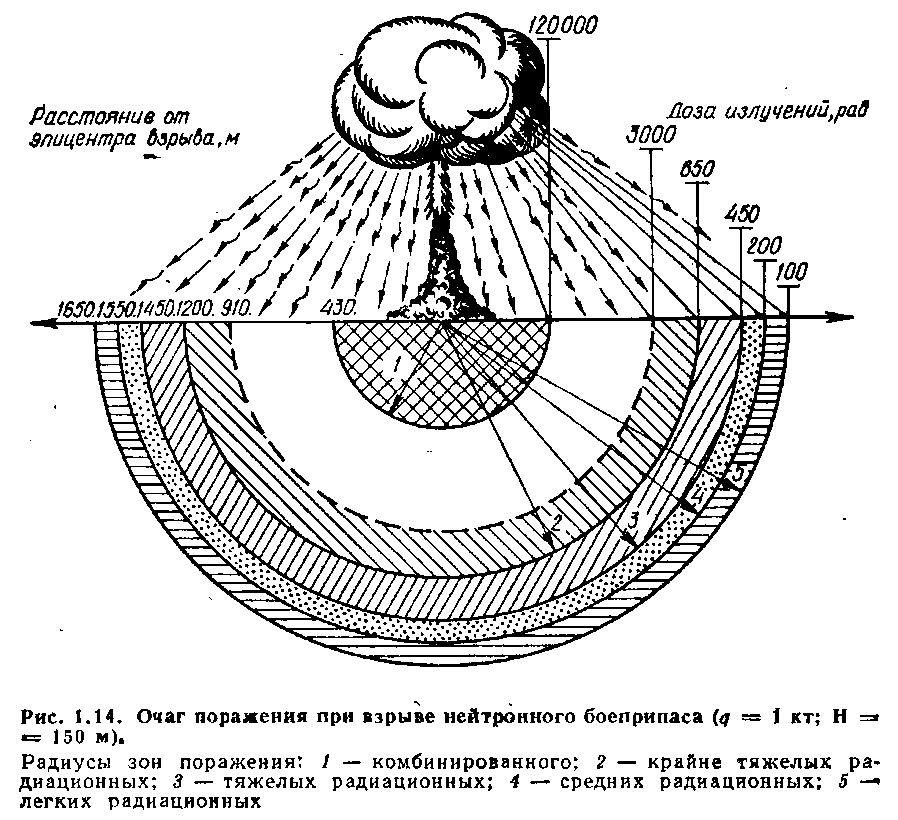 120000
Расстояние от
эпицентра взрыва, м
Доза излучений, рад
3000
650
450
200
100
1650. 1550. 1450. 1200. 910. 430.
1
2
3
4
5
Рис. 1.14. Очаг поражения при взрыве нейтронного боеприпаса (q = 1 кт; H =
= 150 м).
Радиусы зон поражения: 1 — комбинированного; 2 — крайне тяжелых ра-
диационных; 3 — тяжелых радиационных; 4 — средних радиационных; 5 —
легких радиационных